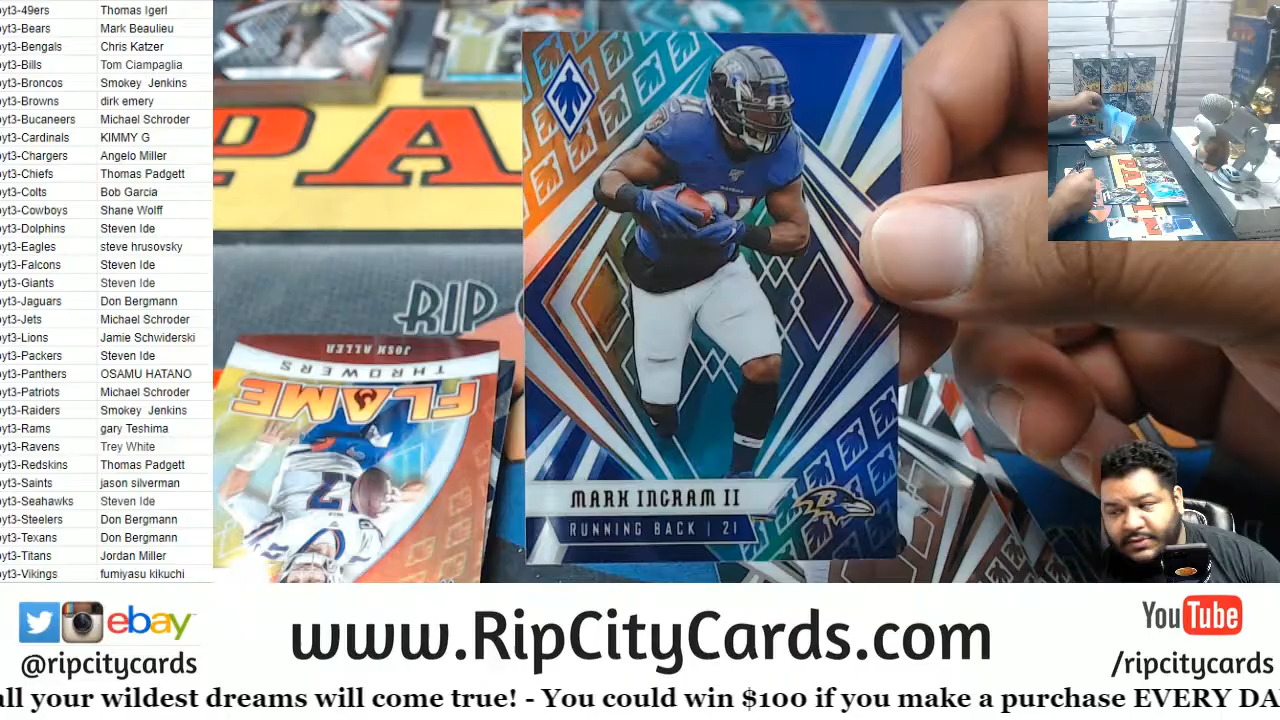 yt3-49ers Thomas Igerl
yt3-Bears Mark Beaulieu
yt3-Bengals Chris Katzer
yt3-Bills Tom Ciampaglia
yt3-Broncos Smokey Jenkins
yt3-Browns dirk emery
yt3-Bucaneers Michael Schroder
yt3-Cardinals KIMMY G
yt3-Chargers Angelo Miller
yt3-Chiefs Thomas Padgett
yt3-Colts Bob Garcia
yt3-Cowboys Shane Wolff
yt3-Dolphins Steven Ide
yt3-Eagles steve hrusovsky
yt3-Falcons Steven Ide
yt3-Giants Steven Ide
yt3-Jaguars Don Bergmann
yt3-Jets Michael Schroder
yt3-Lions Jamie Schwiderski
yt3-Packers Steven Ide
yt3-Panthers OSAMU HATANO
yt3-Patriots Michael Schroder
yt3-Raiders Smokey Jenkins
yt3-Rams gary Teshima
yt3-Ravens Trey White
yt3-Redskins Thomas Padgett
yt3-Saints jason silverman
yt3-Seahawks Steven Ide
yt3-Steelers Don Bergmann
yt3-Texans Don Bergmann
yt3-Titans Jordan Miller
yt3-Vikings fumiyasu kikuchi
PA
RIP
JOSH ALLEN
FLAME
THROWERS
MARK INGRAM II
RUNNING BACK | 21
PANINI
ebay
@ripcitycards
www.RipCityCards.com
YouTube
/ripcitycards
all your wildest dreams will come true! - You could win $100 if you make a purchase EVERY DA